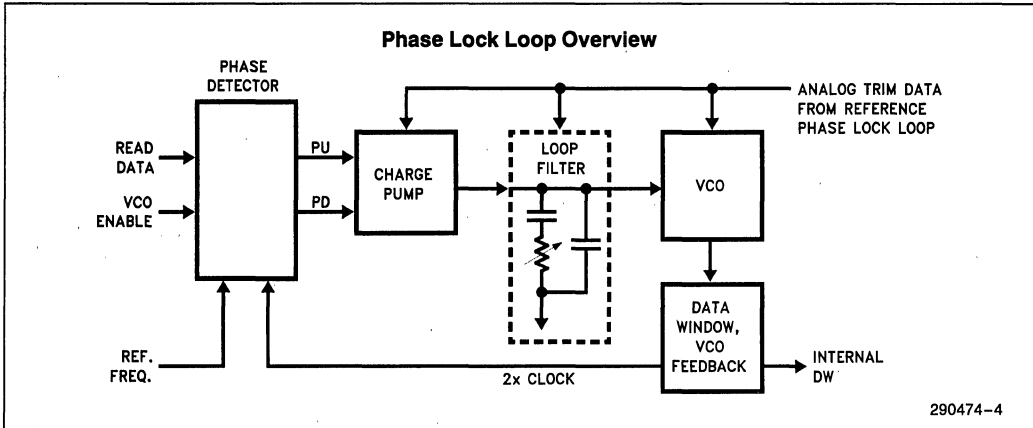 Phase Lock Loop Overview
PHASE
DETECTOR
READ
DATA
VCO
ENABLE
REF.
FREQ.
PU
PD
CHARGE
PUMP
LOOP
FILTER
VCO
ANALOG TRIM DATA
FROM REFERENCE
PHASE LOCK LOOP
DATA
WINDOW,
VCO
FEEDBACK
2x CLOCK
INTERNAL
DW
290474-4